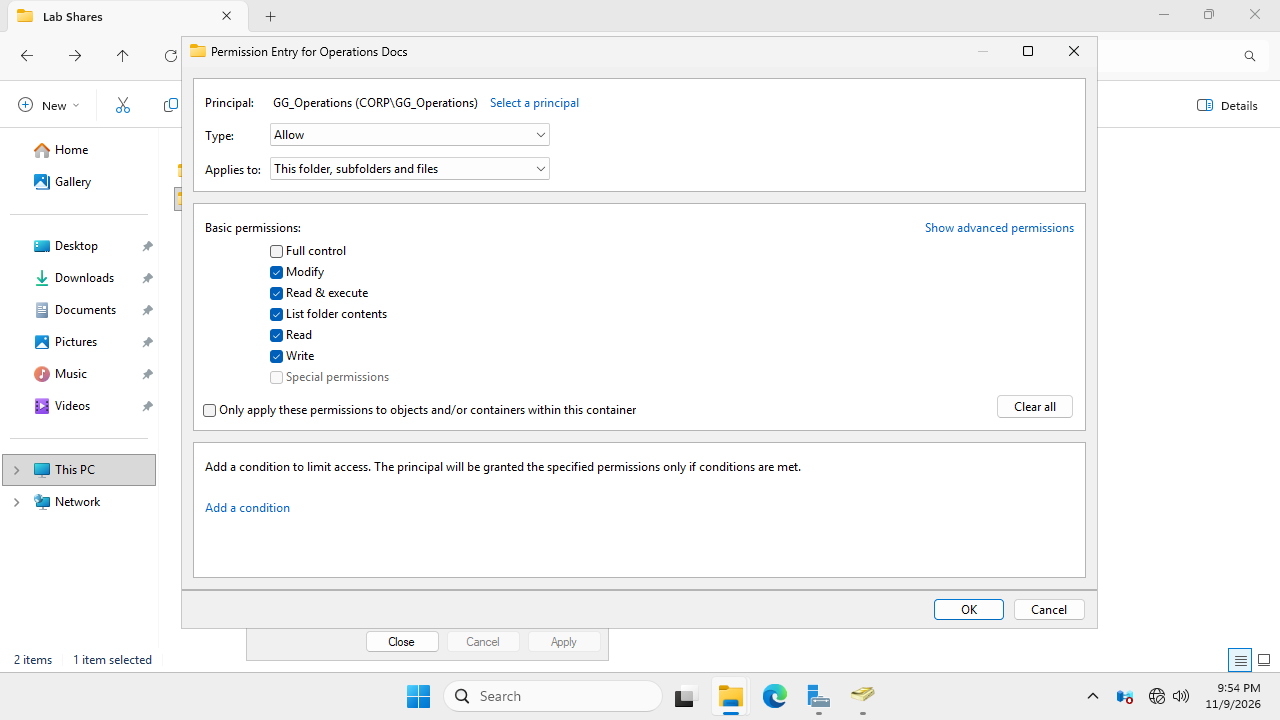 Lab Shares
Permission Entry for Operations Docs
New
Details
Principal: GG_Operations (CORP\GG_Operations) Select a principal
Type: Allow
Applies to: This folder, subfolders and files
Home
Gallery
Desktop
Downloads
Documents
Pictures
Music
Videos
This PC
Network
Basic permissions: Show advanced permissions
Full control
Modify
Read & execute
List folder contents
Read
Write
Special permissions
Only apply these permissions to objects and/or containers within this container
Clear all
Add a condition to limit access. The principal will be granted the specified permissions only if conditions are met.
Add a condition
OK Cancel
Close Cancel Apply
2 items 1 item selected
Search
9:54 PM
11/9/2026